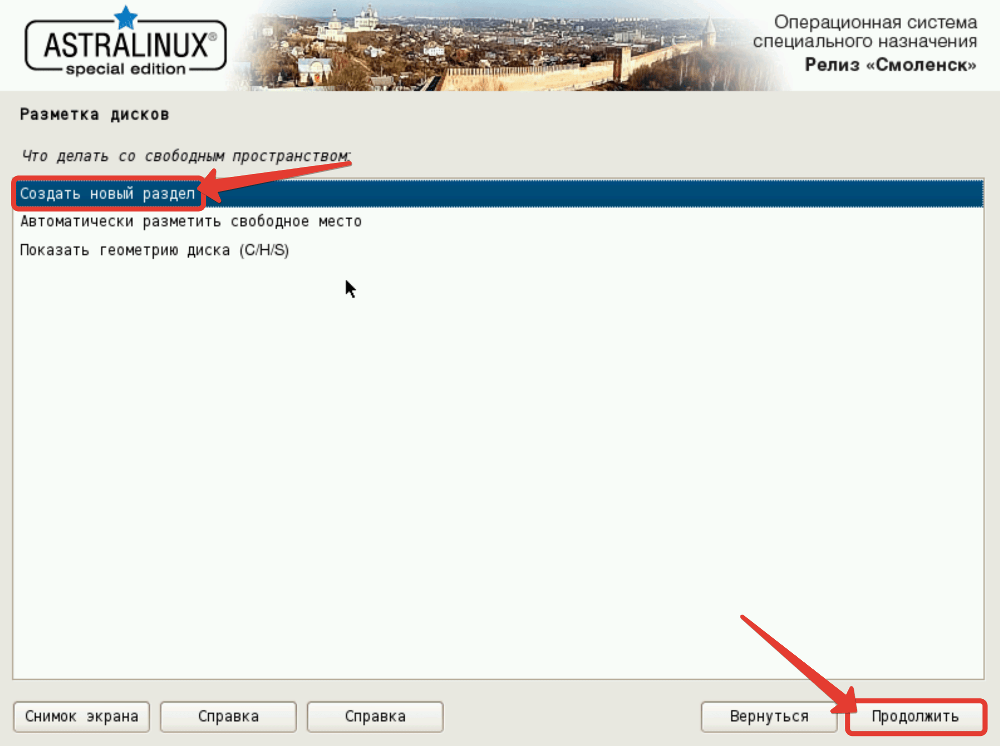 ASTRALINUX®
special edition
Операционная система
специального назначения
Релиз «Смоленск»
Разметка дисков
Что делать со свободным пространством:
Создать новый раздел
Автоматически разметить свободное место
Показать геометрию диска (C/H/S)
Снимок экрана
Справка
Справка
Вернуться
Продолжить